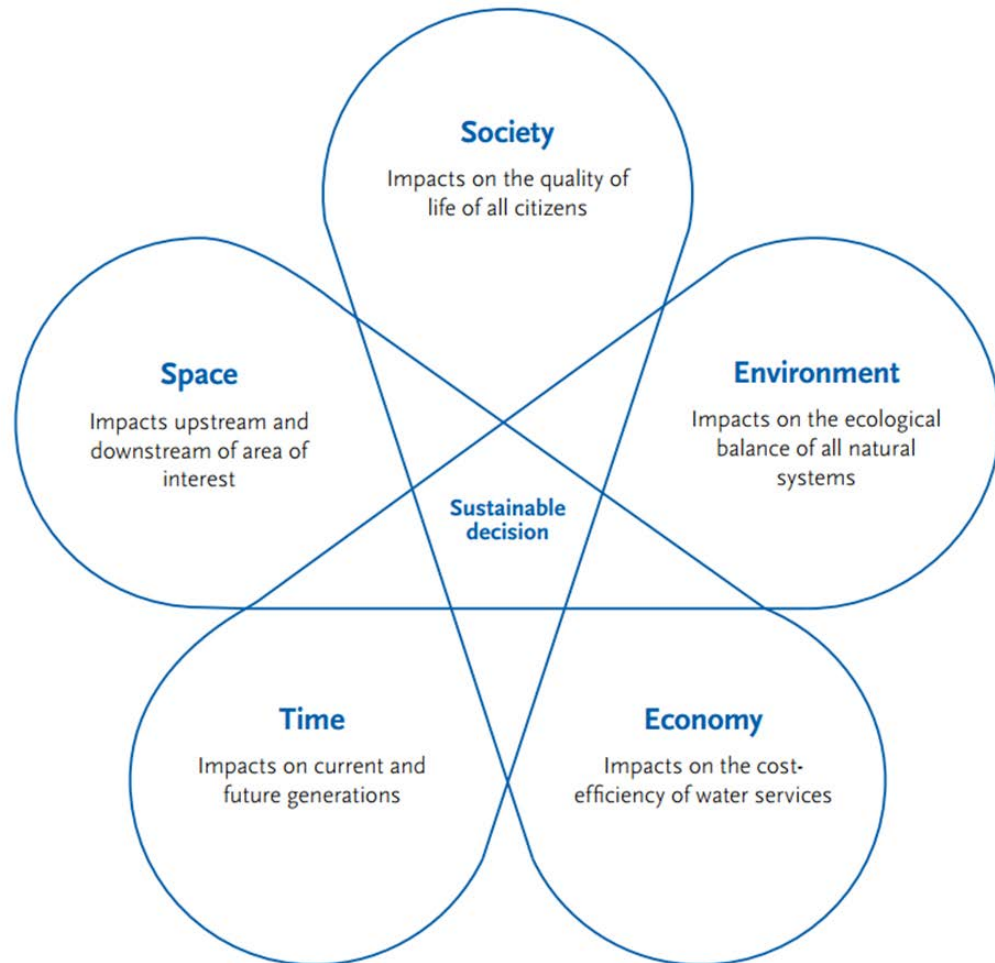 Society
Impacts on the quality of
life of all citizens
Space
Impacts upstream and
downstream of area of
interest
Environment
Impacts on the ecological
balance of all natural
systems
Sustainable
decision
Time
Impacts on current and
future generations
Economy
Impacts on the cost-
efficiency of water services